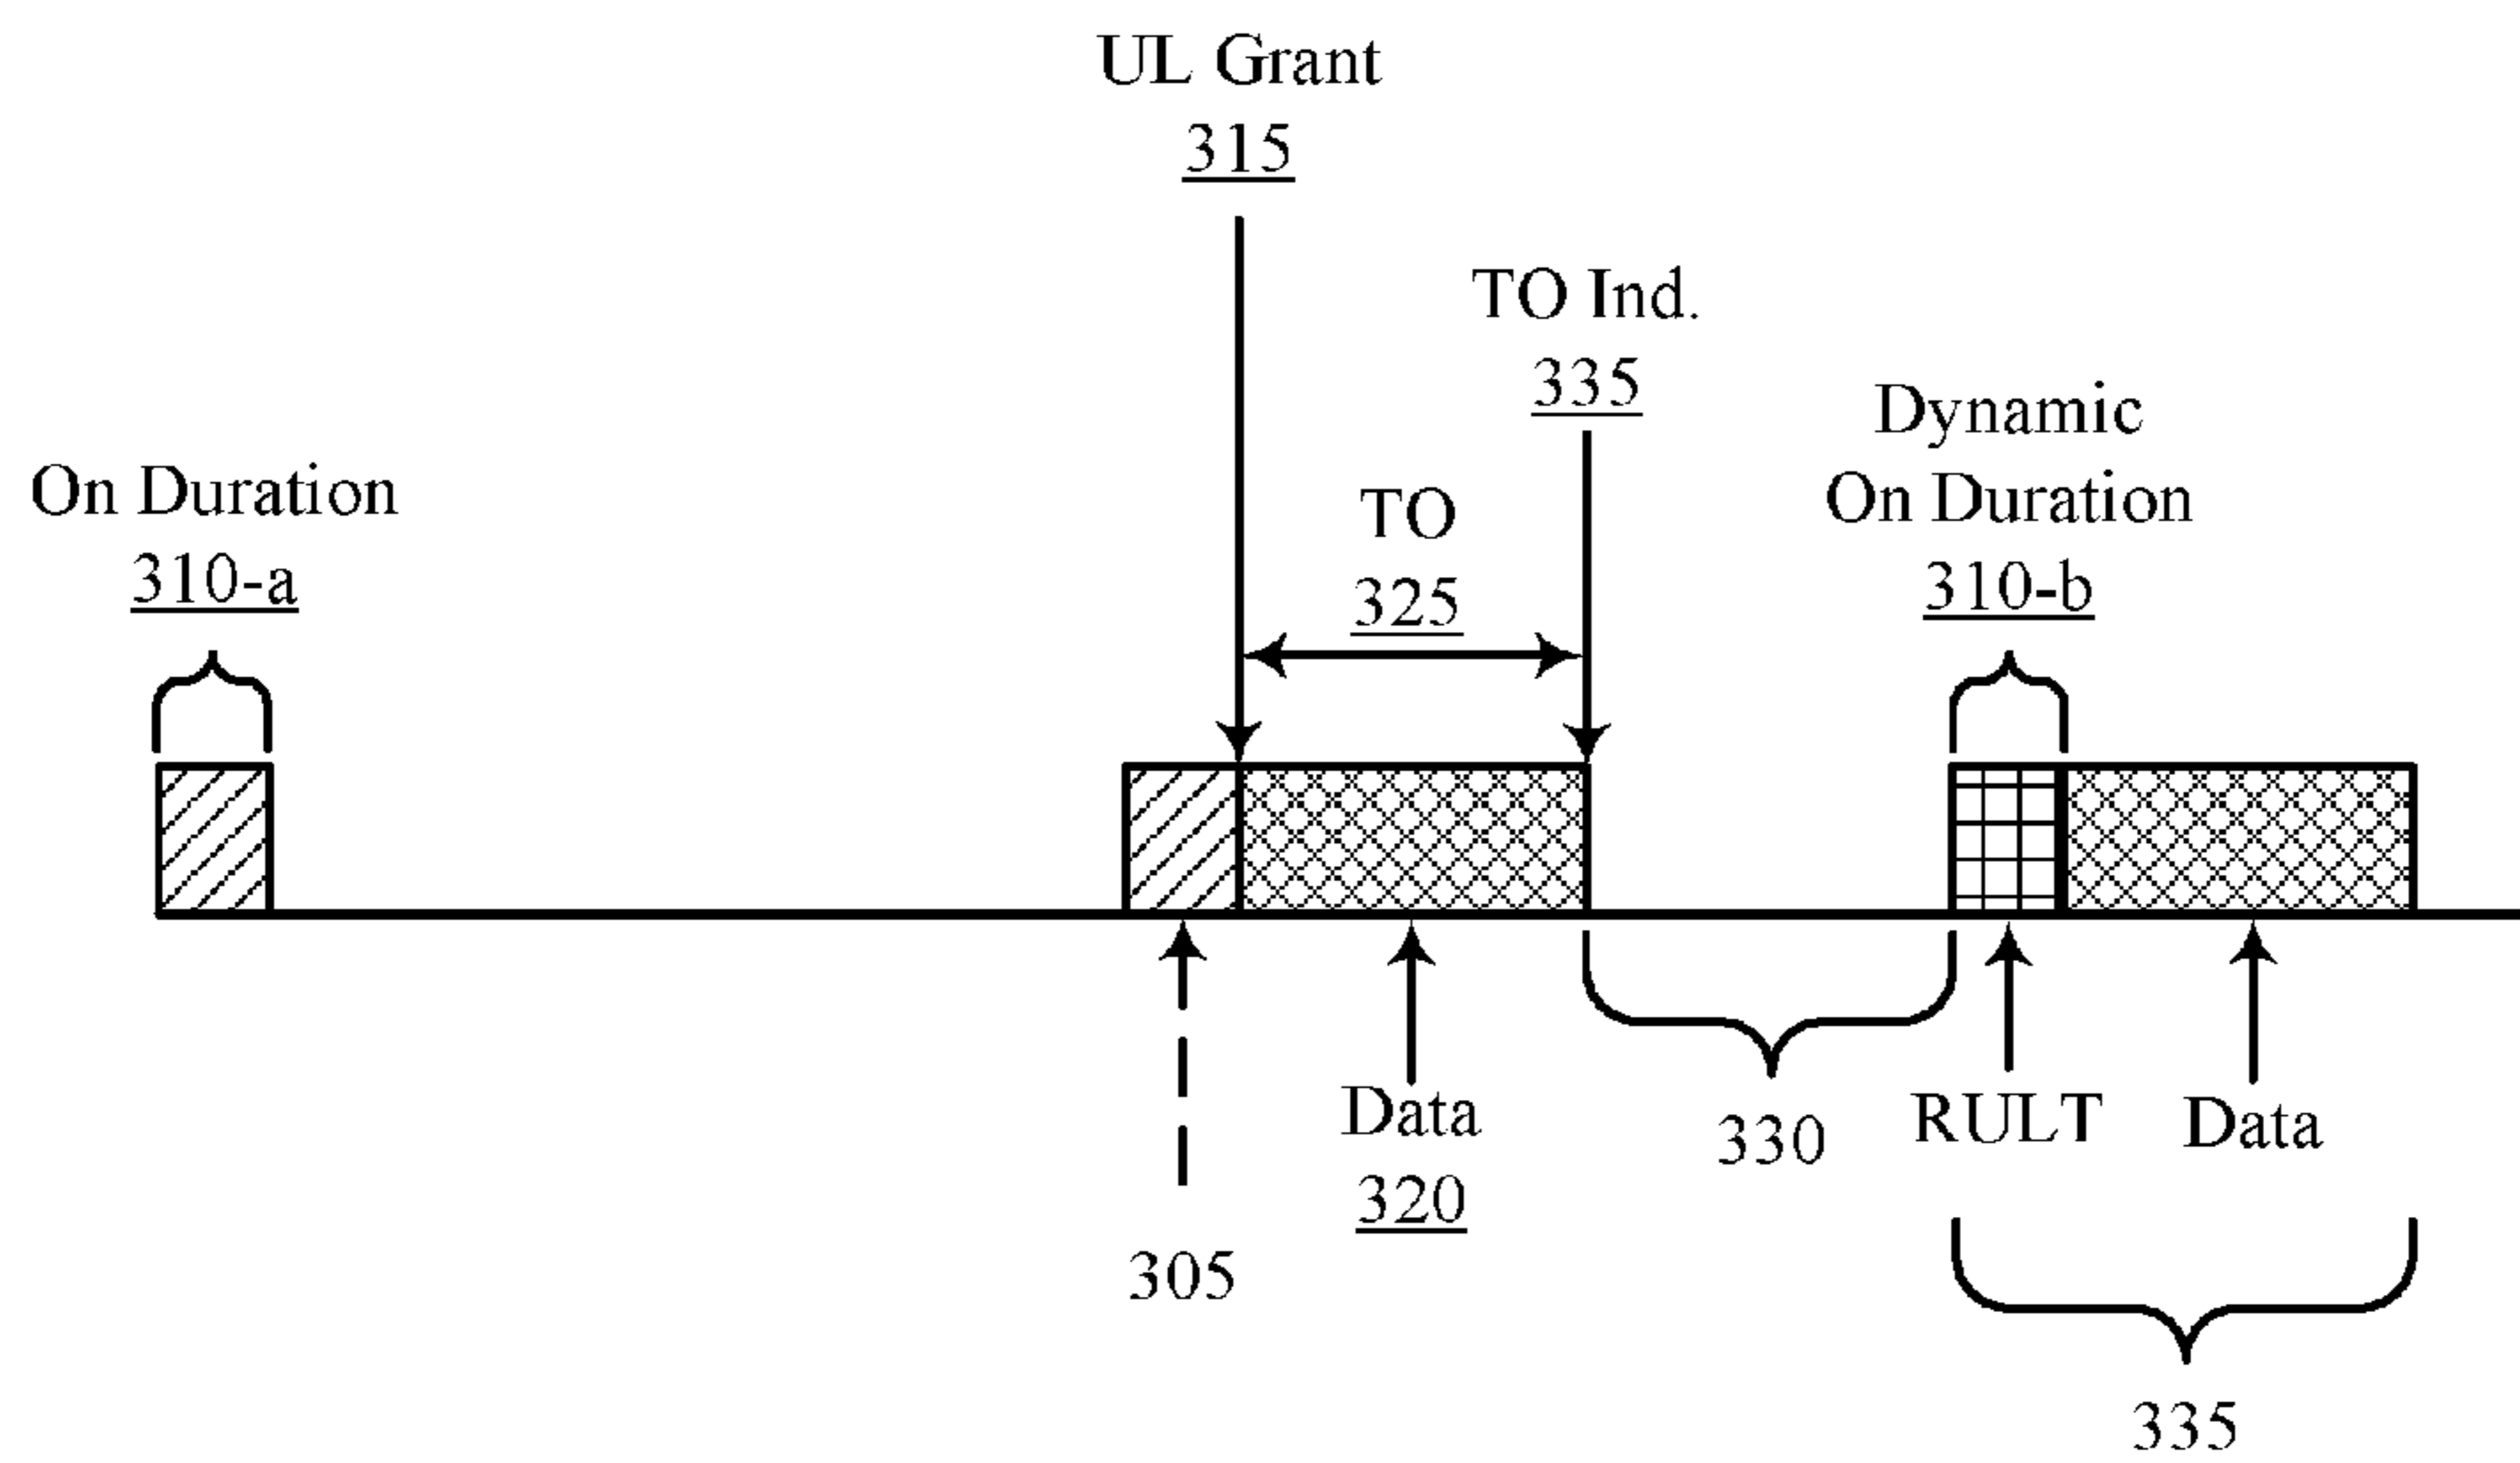 UL Grant
315
TO Ind.
335
Dynamic
On Duration
310-b
On Duration
310-a
TO
325
Data
320
305
330
RULT
Data
335